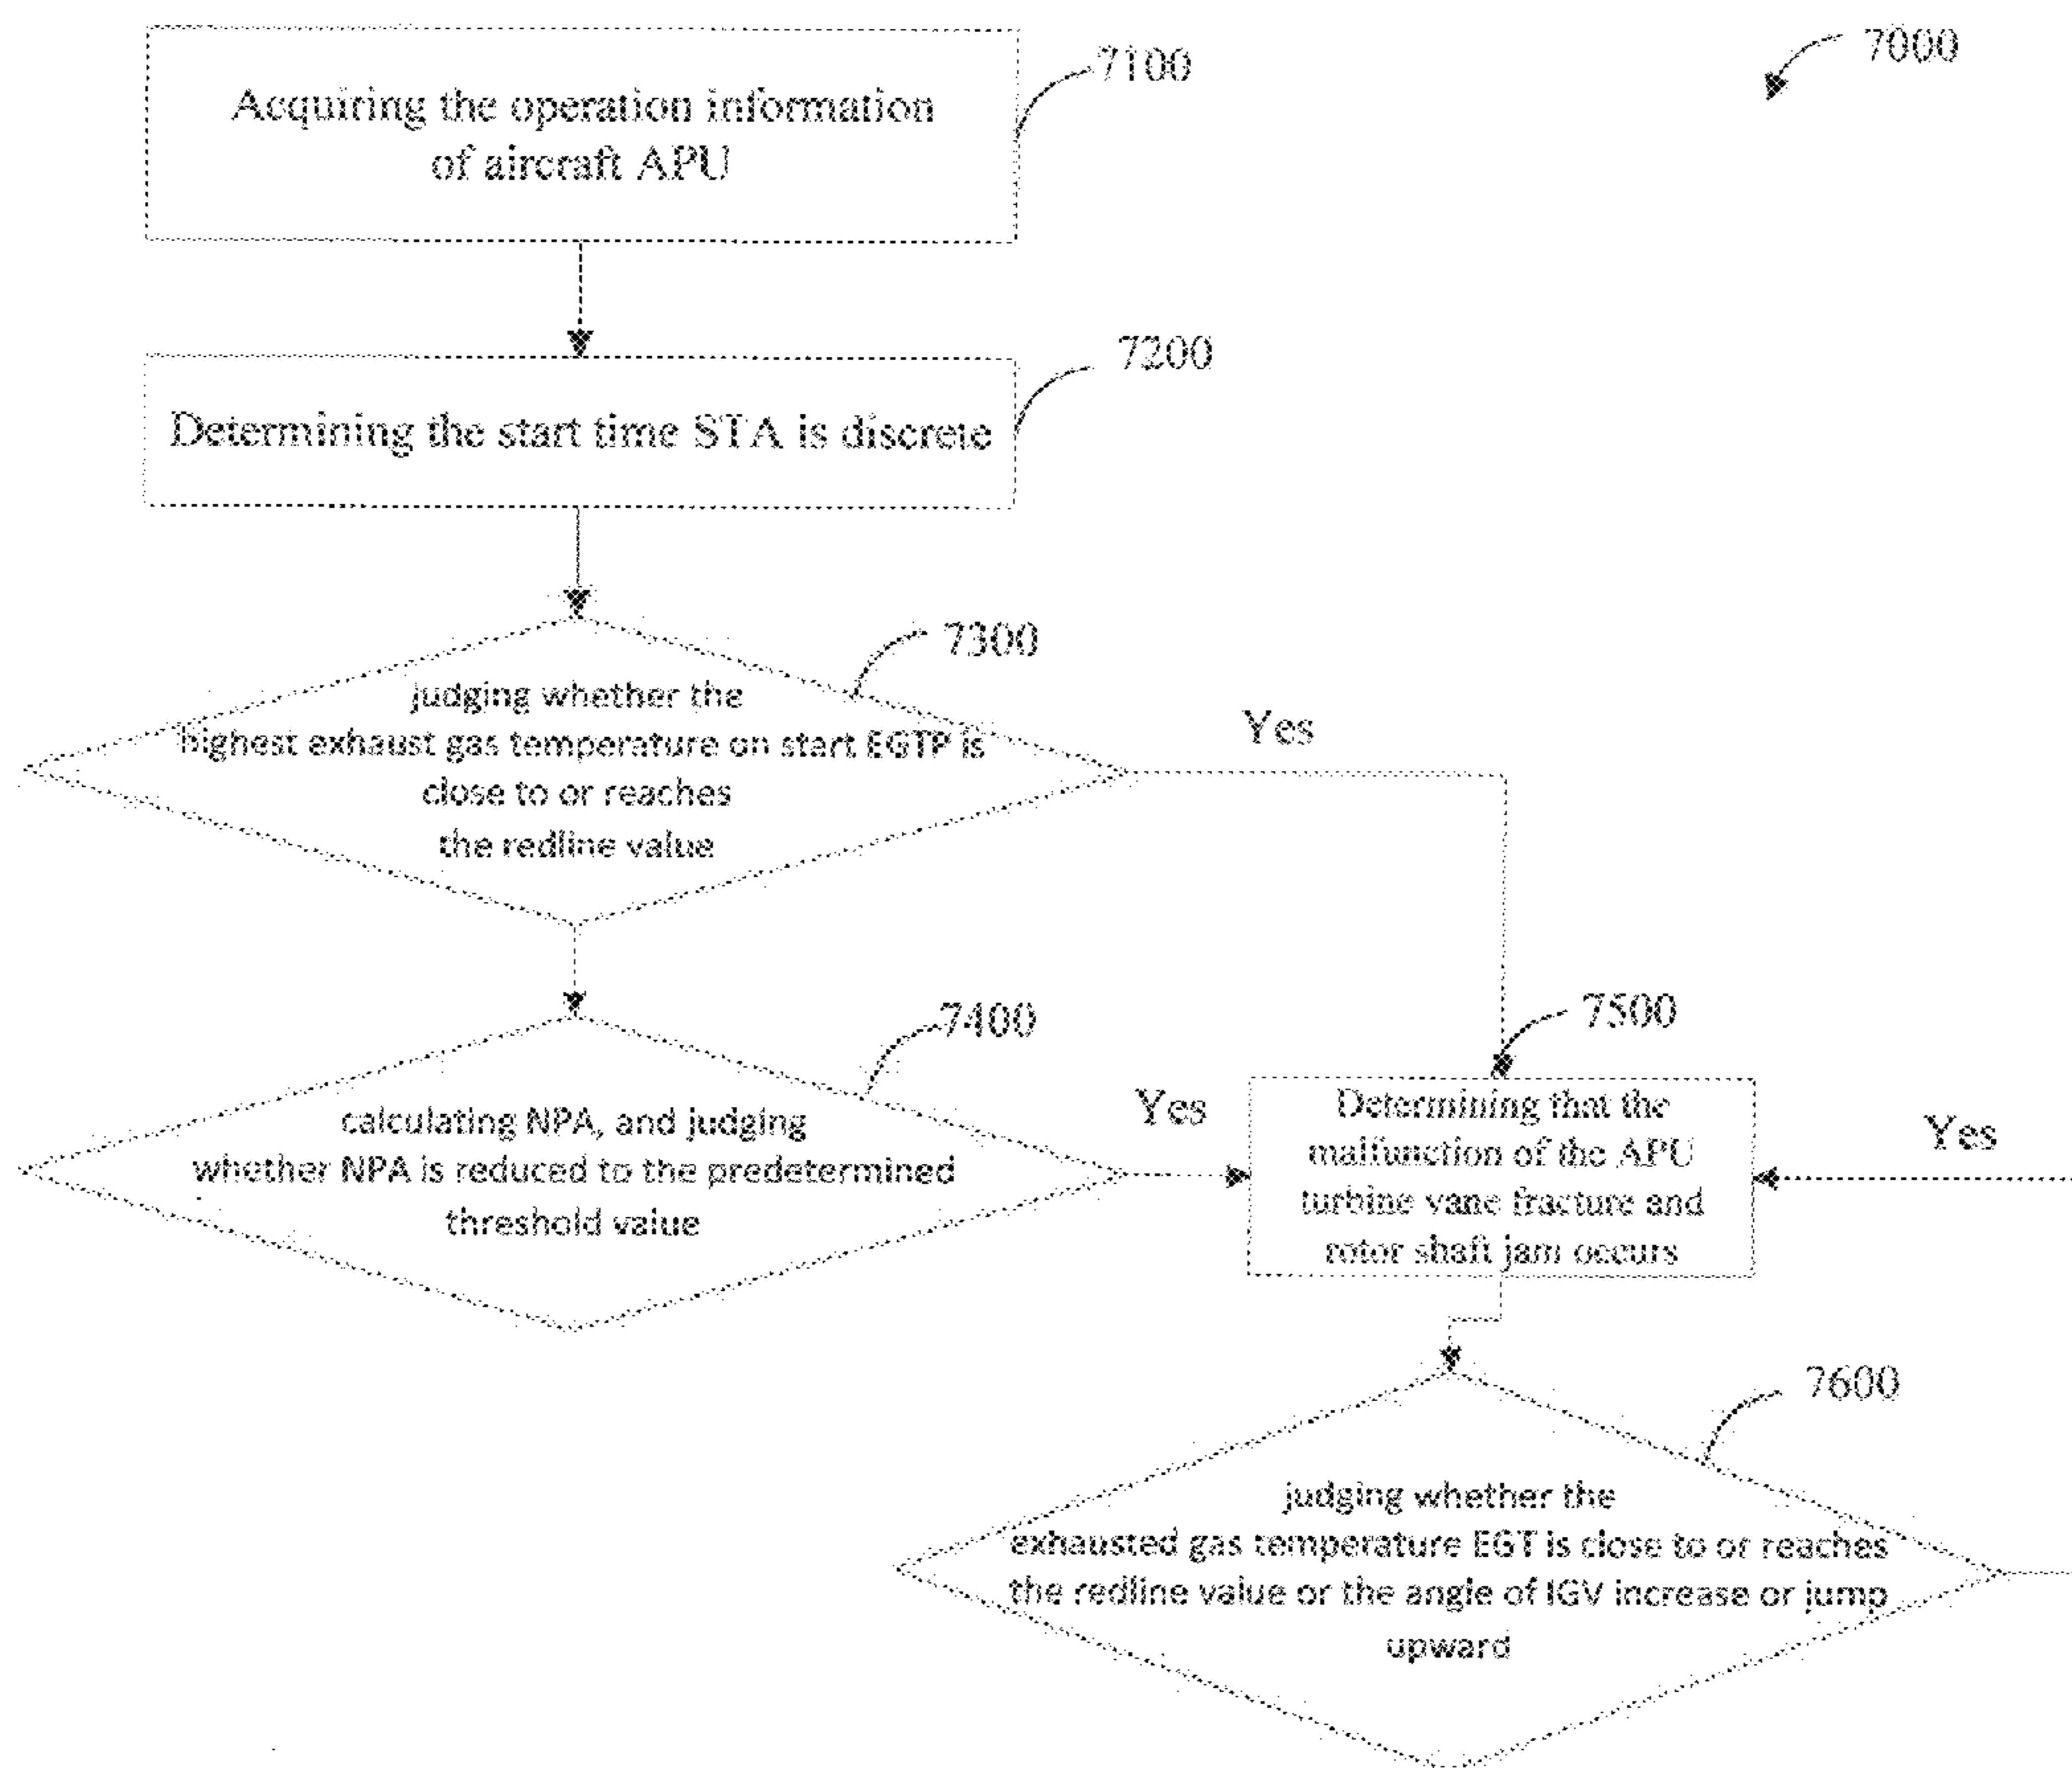 7000
7100
Acquiring the operation information
of aircraft APU
7200
Determining the start time STA is discrete
7300
judging whether the
highest exhaust gas temperature on start EGTP is
close to or reaches
the redline value
Yes
7400
calculating NPA, and judging
whether NPA is reduced to the predetermined
threshold value
Yes
7500
Determining that the
malfunction of the APU
turbine vane fracture and
rotor shaft jam occurs
Yes
7600
judging whether the
exhausted gas temperature EGT is close to or reaches
the redline value or the angle of IGV increase or jump
upward